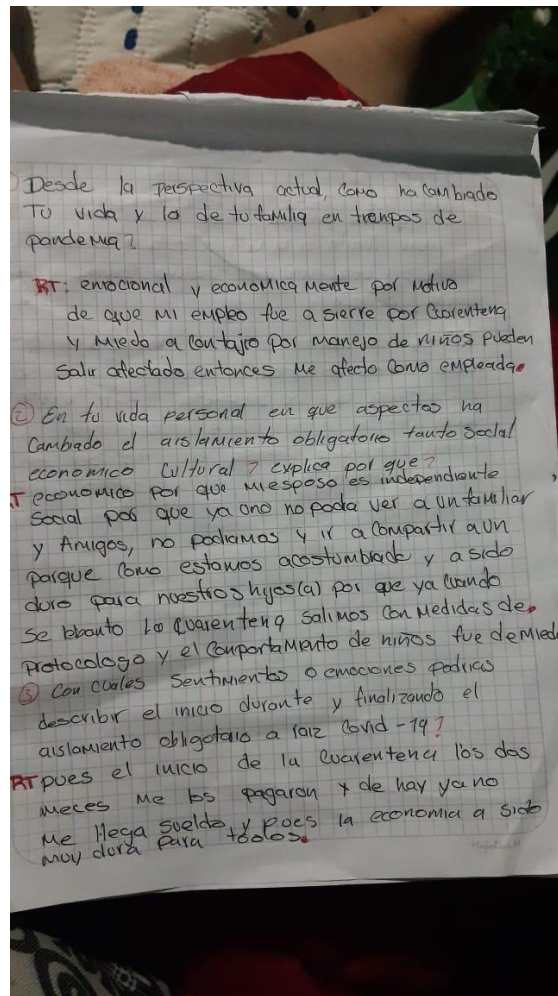 Desde la perspectiva actual, como ha cambiado
Tu vida y la de tu familia en tiempos de
pandemia?
RT: emocional y economica mente por motivo
de que mi empleo fue a sierre por Cuarentena
y miedo a contajio por manejo de niños pueden
salir afectado entonces me afecto como empleada.
② En tu vida personal en que aspectos ha
cambiado el aislamiento obligatorio tanto social
economico cultural? explica por que?
RT economico por que mi esposo es independiente
Social por que ya uno no podia ver a un familiar,
y Amigos, no podiamos y ir a compartir a un
parque como estamos acostumbrado y a sido
duro para nuestros hijos(a) por que ya cuando
se lebanto la cuarentena salimos con medidas de
protocologo y el comportamiento de niños fue de miedo
③ Con cuales sentimientos o emociones podrias
describir el inicio durante y finalizando el
aislamiento obligatorio a raiz Covid-19?
RT pues el inicio de la cuarentena los dos
meces me los pagaron y de hay ya no
me llega sueldo y pues la economia a sido
muy dura para todos.